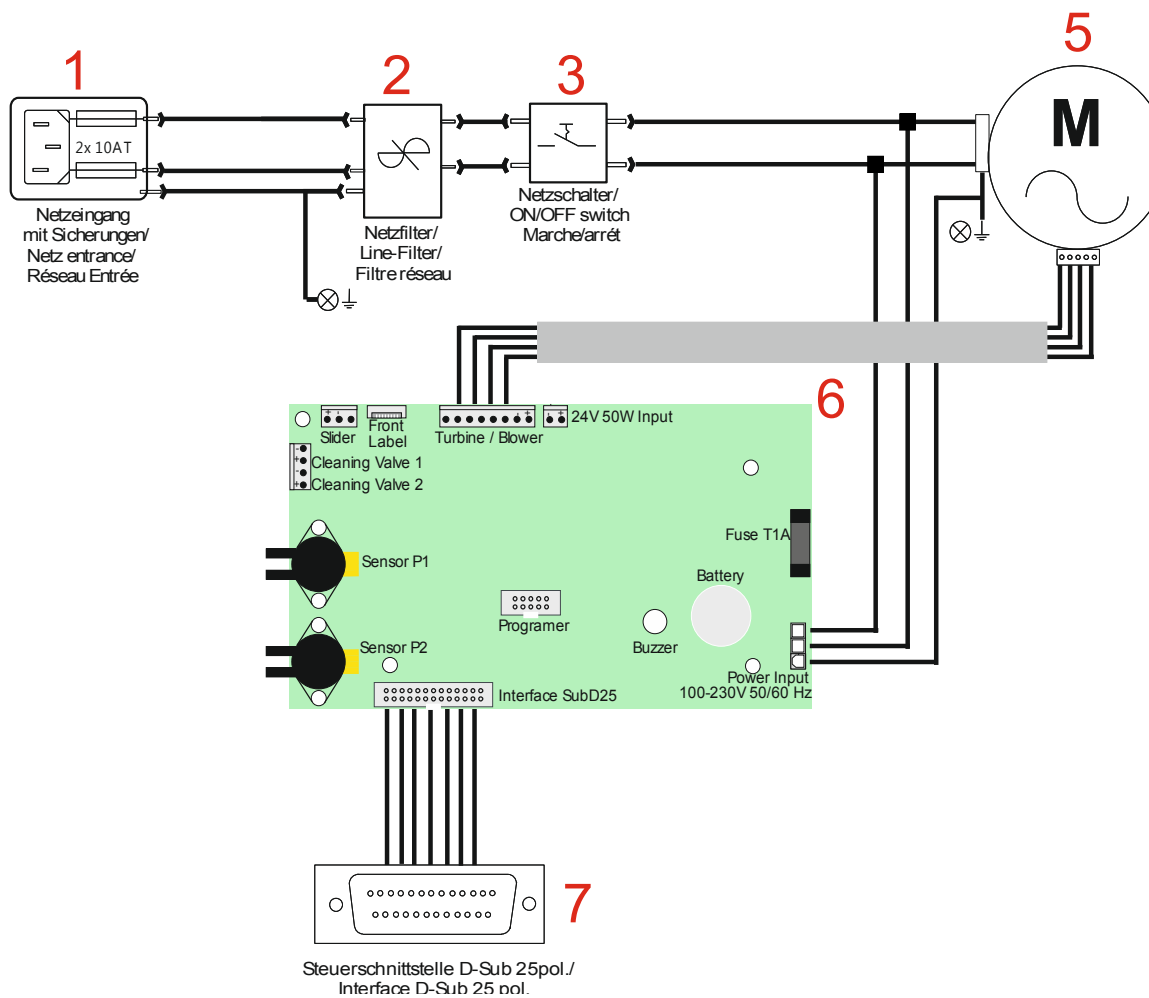 1
2
3
5
2x 10AT
M
Netzeingang
mit Sicherungen/
Netz entrance/
Réseau Entrée
Netzfilter/
Line-Filter/
Filtre réseau
Netzschalter/
ON/OFF switch
Marche/arrét
6
Slider
Front
Label
Turbine / Blower
24V 50W Input
Cleaning Valve 1
Cleaning Valve 2
Fuse T1A
Sensor P1
Battery
Programer
Buzzer
Sensor P2
Power Input
100-230V 50/60 Hz
Interface SubD25
7
Steuerschnittstelle D-Sub 25pol./
Interface D-Sub 25 pol.